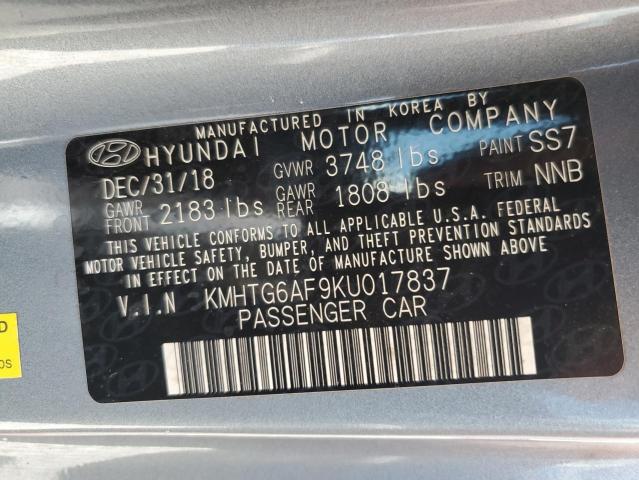 MANUFACTURED IN KOREA BY
HYUNDAI MOTOR COMPANY
DEC/31/18 GVWR 3748 lbs PAINT SS7
GAWR FRONT 2183 lbs GAWR REAR 1808 lbs TRIM NNB
THIS VEHICLE CONFORMS TO ALL APPLICABLE U.S.A. FEDERAL
MOTOR VEHICLE SAFETY, BUMPER, AND THEFT PREVENTION STANDARDS
IN EFFECT ON THE DATE OF MANUFACTURE SHOWN ABOVE
V.I.N KMHTG6AF9KU017837
PASSENGER CAR
D
OS